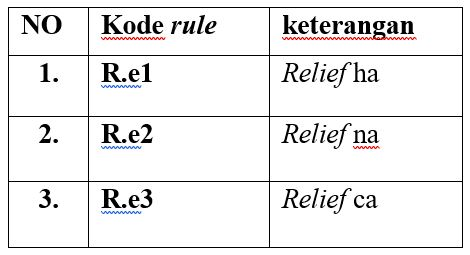 NO Kode rule keterangan
1. R.e1 Relief ha
2. R.e2 Relief na
3. R.e3 Relief ca